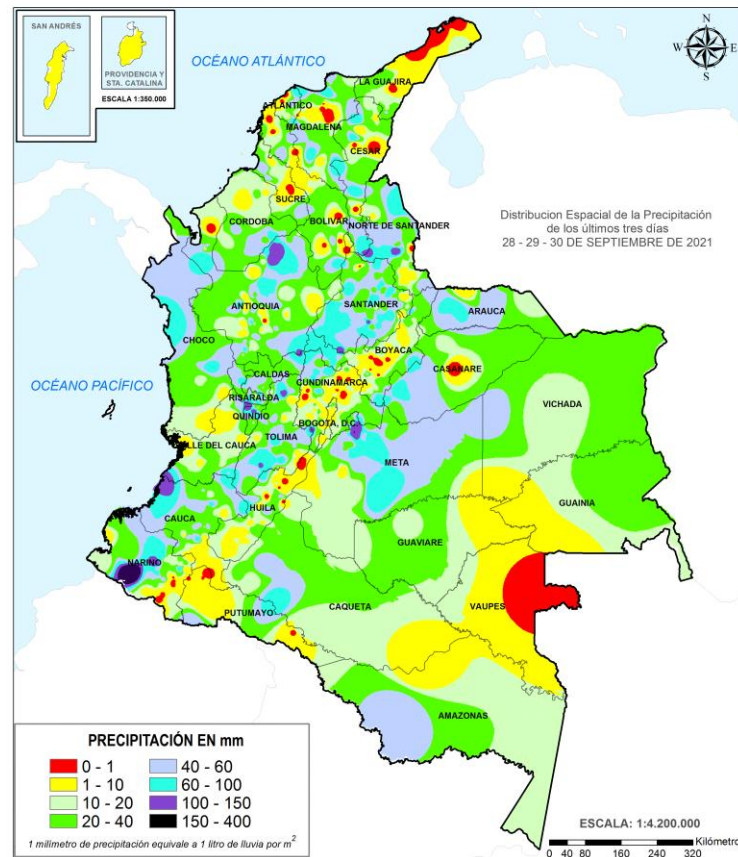 SAN ANDRÉS
PROVIDENCIA Y
STA. CATALINA
ESCALA 1:350.000
OCÉANO ATLÁNTICO
N
W
E
S
LA GUAJIRA
ATLÁNTICO
MAGDALENA
CESAR
SUCRE
CORDOBA
BOLIVAR
NORTE DE SANTANDER
Distribucion Espacial de la Precipitación
de los últimos tres días
28 - 29 - 30 DE SEPTIEMBRE DE 2021
ANTIOQUIA
SANTANDER
ARAUCA
CHOCO
BOYACA
OCÉANO PACÍFICO
CALDAS
CUNDINAMARCA
CASANARE
RISARALDA
QUINDIO
BOGOTA, D.C.
VICHADA
TOLIMA
VALLE DEL CAUCA
META
GUAINIA
HUILA
CAUCA
GUAVIARE
NARIÑO
PUTUMAYO
CAQUETA
VAUPES
AMAZONAS
PRECIPITACIÓN EN mm
0 - 1
40 - 60
1 - 10
60 - 100
10 - 20
100 - 150
20 - 40
150 - 400
1 milímetro de precipitación equivale a 1 litro de lluvia por m²
ESCALA: 1:4.200.000
Kilómetro
0 40 80 160 240 320